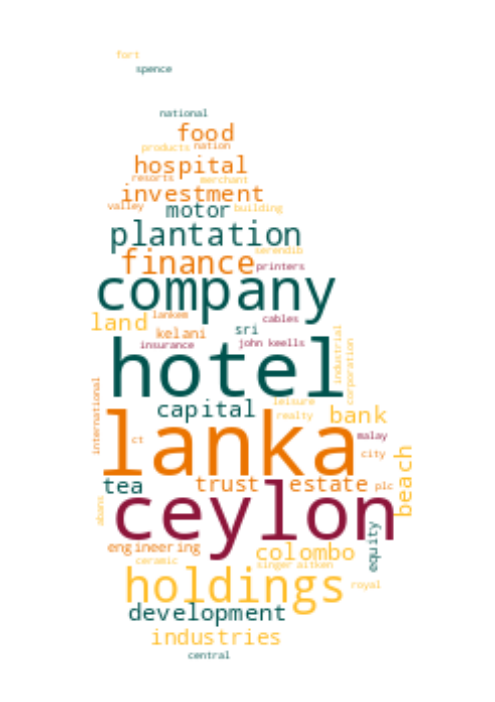 fort
spence
national
food
products nation
hospital
resorts merchant
investment
valley motor building
plantation
serendib
finance printers
company
land lankem cables
kelani sri
insurance john keells
industrial
corporation
hotel
international
capital leisure
realty bank
lanka
ct malay
city
beach
tea trust estate plc
ceylon
abans
equity
engineering colombo
ceramic singer aitken
holdings royal
development
industries
central